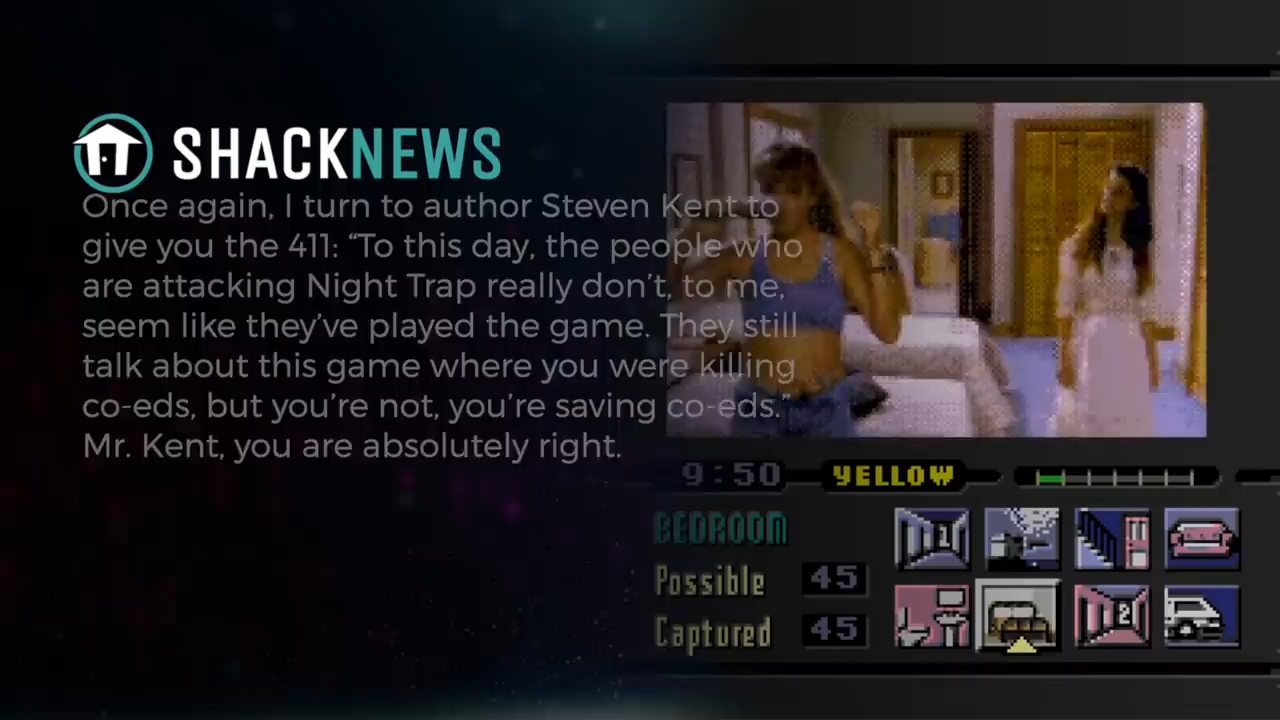 SHACKNEWS
Once again, I turn to author Steven Kent to
give you the 411: “To this day, the people who
are attacking Night Trap really don’t, to me,
seem like they’ve played the game. They still
talk about this game where you were killing
co-eds, but you’re not, you’re saving co-eds.”
Mr. Kent, you are absolutely right.
9:50 YELLOW
BEDROOM
Possible 45
Captured 45
1
2